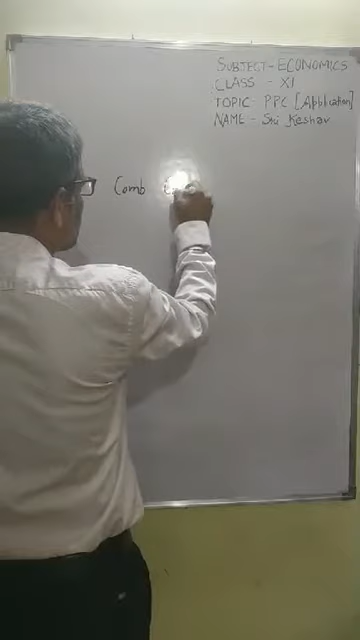 SUBJECT - ECONOMICS
CLASS - XI
TOPIC - PPC [Application]
NAME - Sri Keshav
Comb